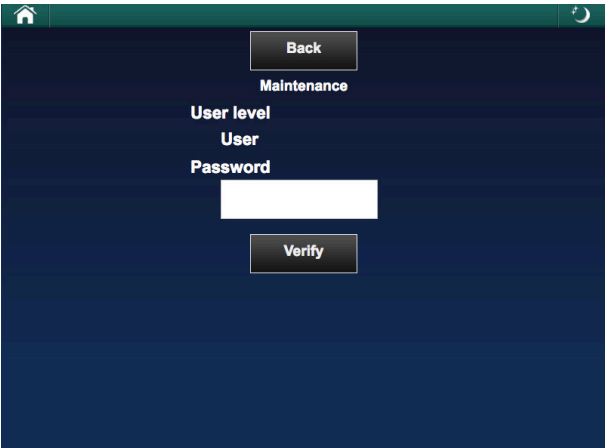 Back
Maintenance
User level
User
Password
Verify